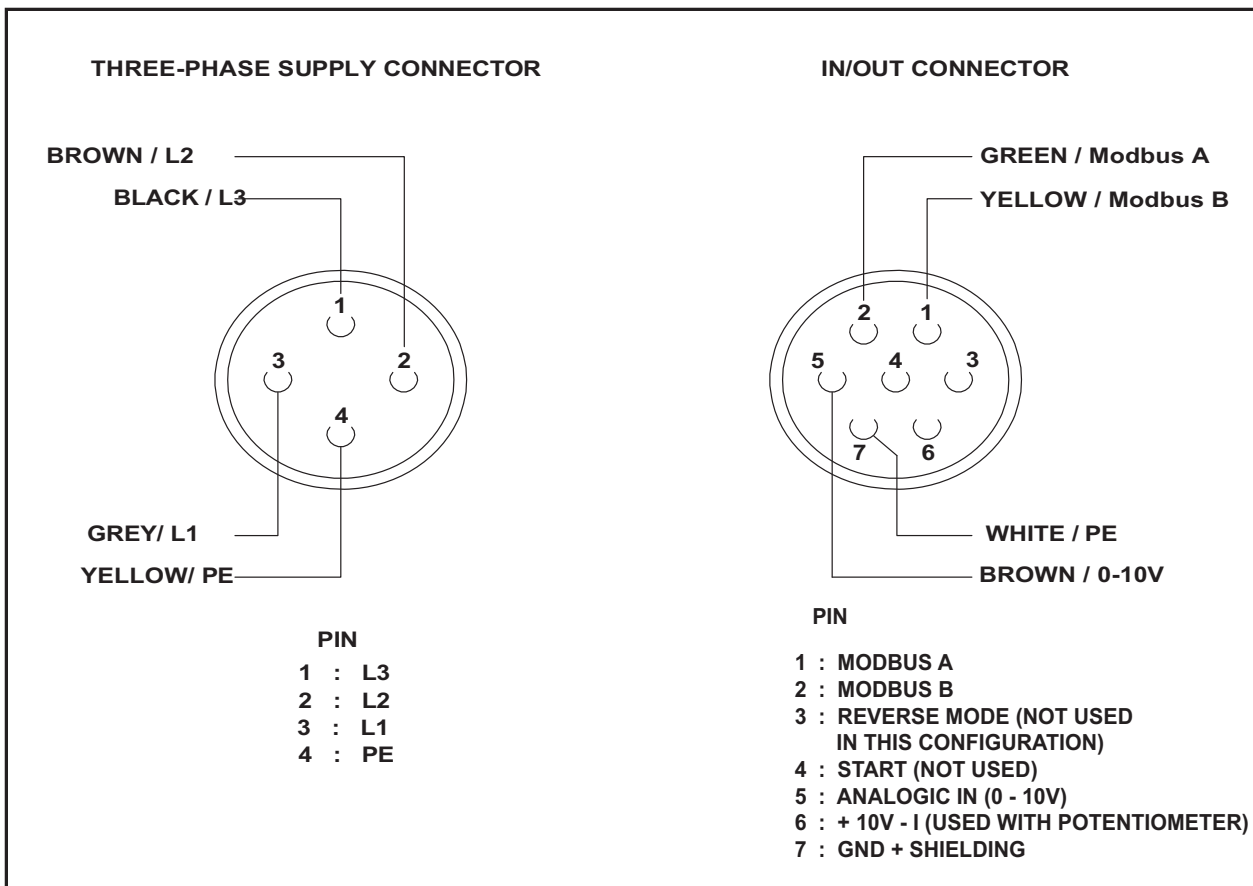 THREE-PHASE SUPPLY CONNECTOR
BROWN / L2
BLACK / L3
1
3
2
4
GREY/ L1
YELLOW/ PE
PIN
1 : L3
2 : L2
3 : L1
4 : PE
IN/OUT CONNECTOR
GREEN / Modbus A
YELLOW / Modbus B
2
1
5
4
3
7
6
WHITE / PE
BROWN / 0-10V
PIN
1 : MODBUS A
2 : MODBUS B
3 : REVERSE MODE (NOT USED
IN THIS CONFIGURATION)
4 : START (NOT USED)
5 : ANALOGIC IN (0 - 10V)
6 : + 10V - I (USED WITH POTENTIOMETER)
7 : GND + SHIELDING